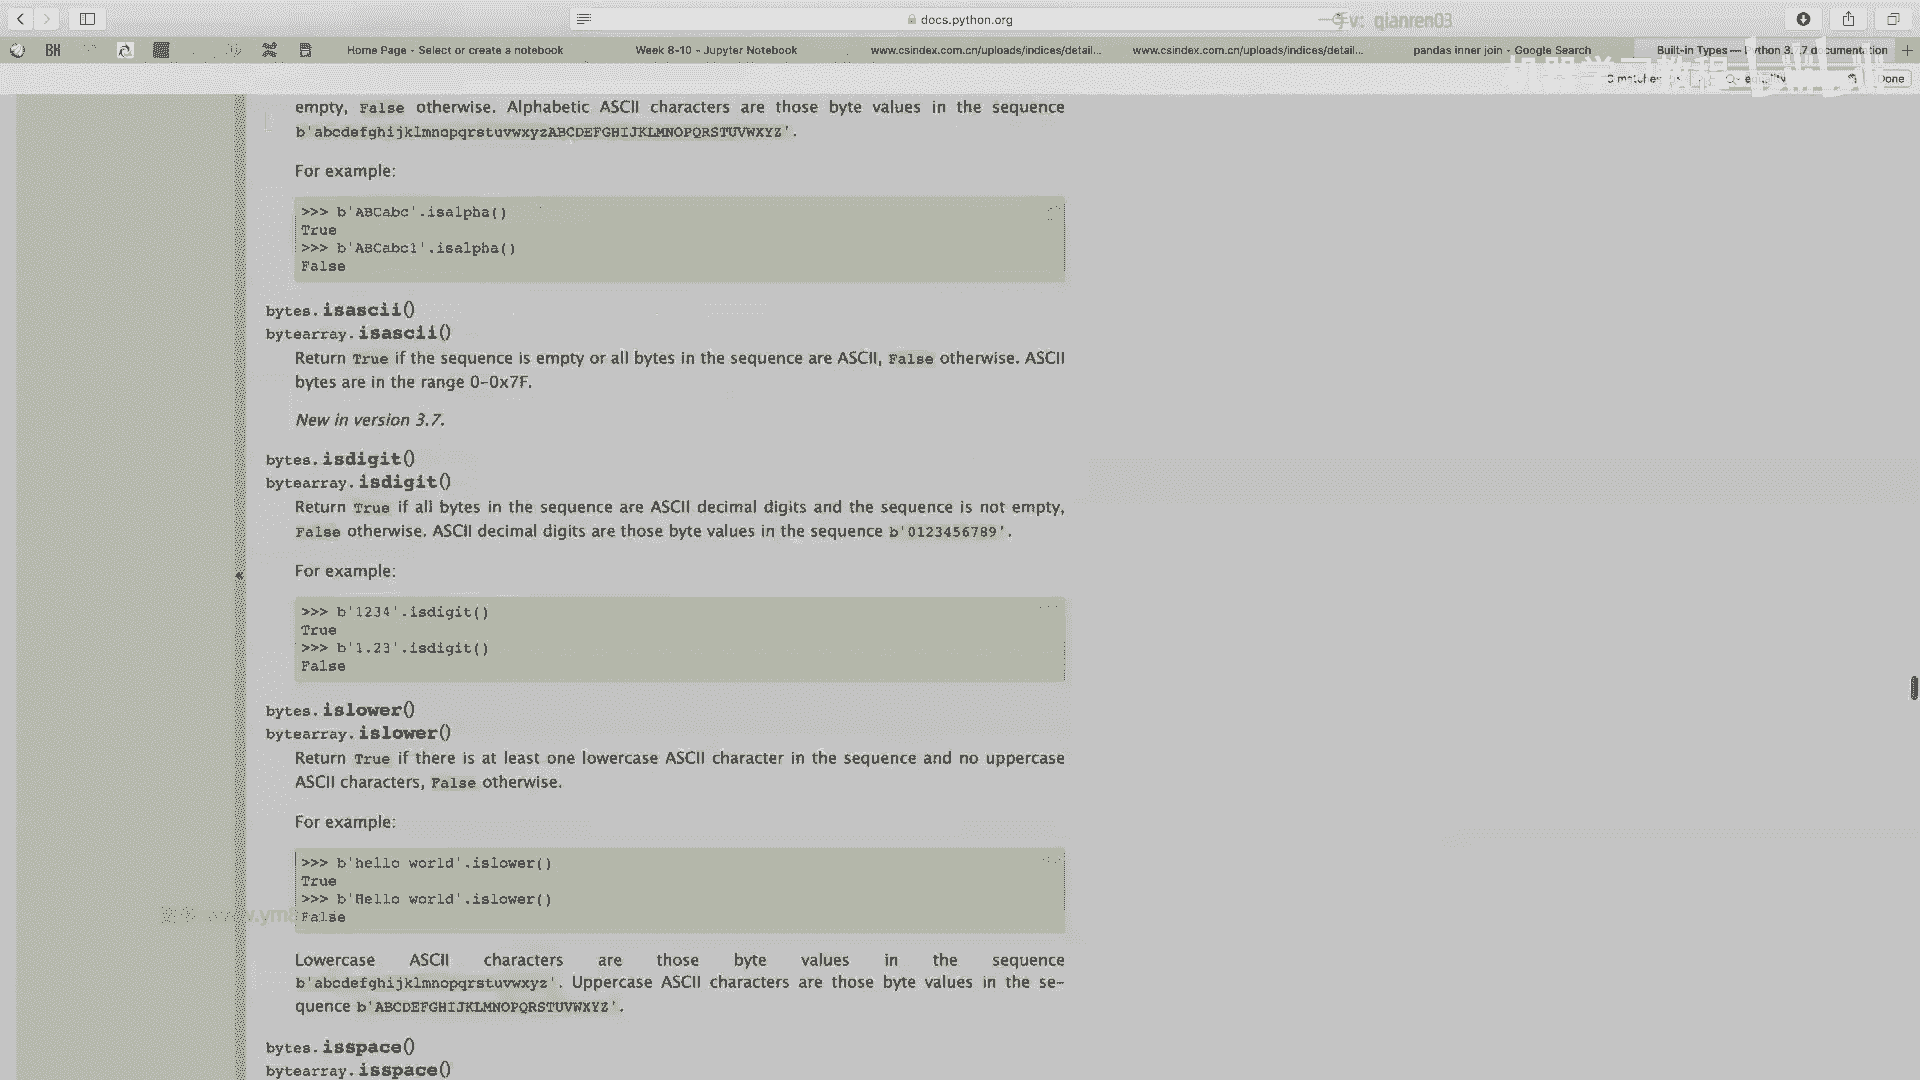 docs.python.org
v: qianren03
BK
Home Page - Select or create a notebook
Week 8-10 - Jupyter Notebook
www.csindex.com.cn/uploads/indices/detail...
www.csindex.com.cn/uploads/indices/detail...
pandas inner join - Google Search
Built-in Types — Python 3.7.7 documentation
Done
empty, False otherwise. Alphabetic ASCII characters are those byte values in the sequence
b'abcdefghijklmnopqrstuvwxyzABCDEFGHIJKLMNOPQRSTUVWXYZ'.
For example:
>>> b'ABCabc'.isalpha()
True
>>> b'ABCabc1'.isalpha()
False
bytes.isascii()
bytearray.isascii()
Return True if the sequence is empty or all bytes in the sequence are ASCII, False otherwise. ASCII
bytes are in the range 0-0x7F.
New in version 3.7.
bytes.isdigit()
bytearray.isdigit()
Return True if all bytes in the sequence are ASCII decimal digits and the sequence is not empty,
False otherwise. ASCII decimal digits are those byte values in the sequence b'0123456789'.
For example:
>>> b'1234'.isdigit()
True
>>> b'1.23'.isdigit()
False
bytes.islower()
bytearray.islower()
Return True if there is at least one lowercase ASCII character in the sequence and no uppercase
ASCII characters, False otherwise.
For example:
>>> b'hello world'.islower()
True
>>> b'Hello world'.islower()
False
Lowercase ASCII characters are those byte values in the sequence
b'abcdefghijklmnopqrstuvwxyz'. Uppercase ASCII characters are those byte values in the se-
quence b'ABCDEFGHIJKLMNOPQRSTUVWXYZ'.
bytes.isspace()
bytearray.isspace()